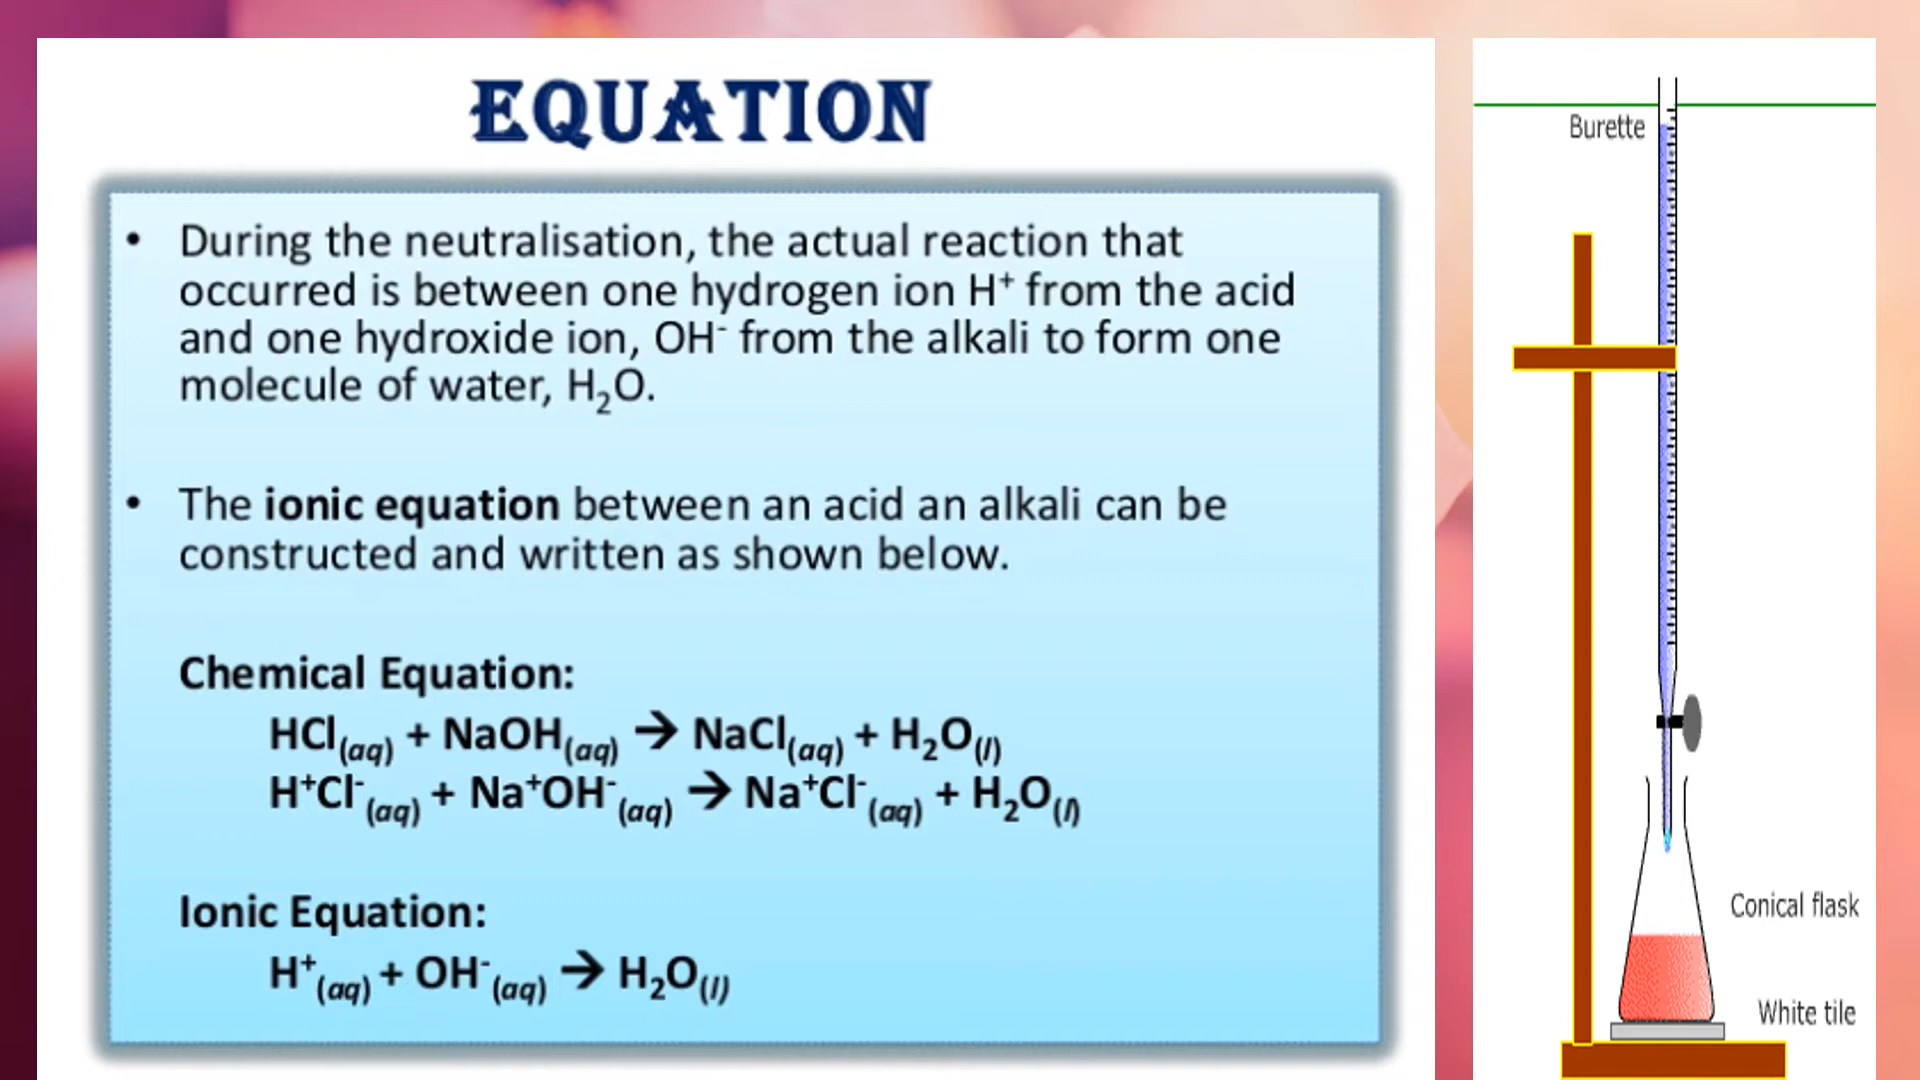 EQUATION
• During the neutralisation, the actual reaction that
occurred is between one hydrogen ion H⁺ from the acid
and one hydroxide ion, OH⁻ from the alkali to form one
molecule of water, H₂O.
• The ionic equation between an acid an alkali can be
constructed and written as shown below.
Chemical Equation:
HCl(aq) + NaOH(aq) → NaCl(aq) + H₂O(l)
H⁺Cl⁻(aq) + Na⁺OH⁻(aq) → Na⁺Cl⁻(aq) + H₂O(l)
Ionic Equation:
H⁺(aq) + OH⁻(aq) → H₂O(l)
Burette
Conical flask
White tile